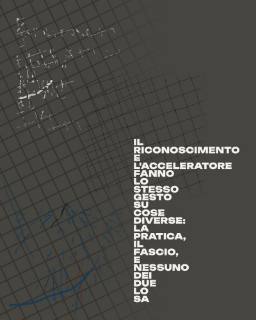 IL
RICONOSCIMENTO
E
L'ACCELERATORE
FANNO
LO
STESSO
GESTO
SU
COSE
DIVERSE:
LA
PRATICA,
IL
FASCIO,
E
NESSUNO
DEI
DUE
LO
SA